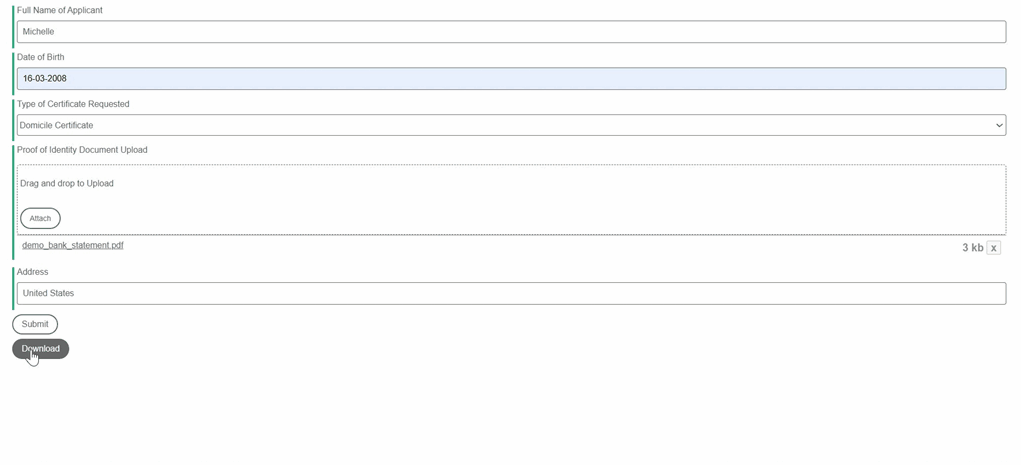 Full Name of Applicant
Michelle
Date of Birth
16-03-2008
Type of Certificate Requested
Domicile Certificate
Proof of Identity Document Upload
Drag and drop to Upload
Attach
demo_bank_statement.pdf
3 kb x
Address
United States
Submit
Download